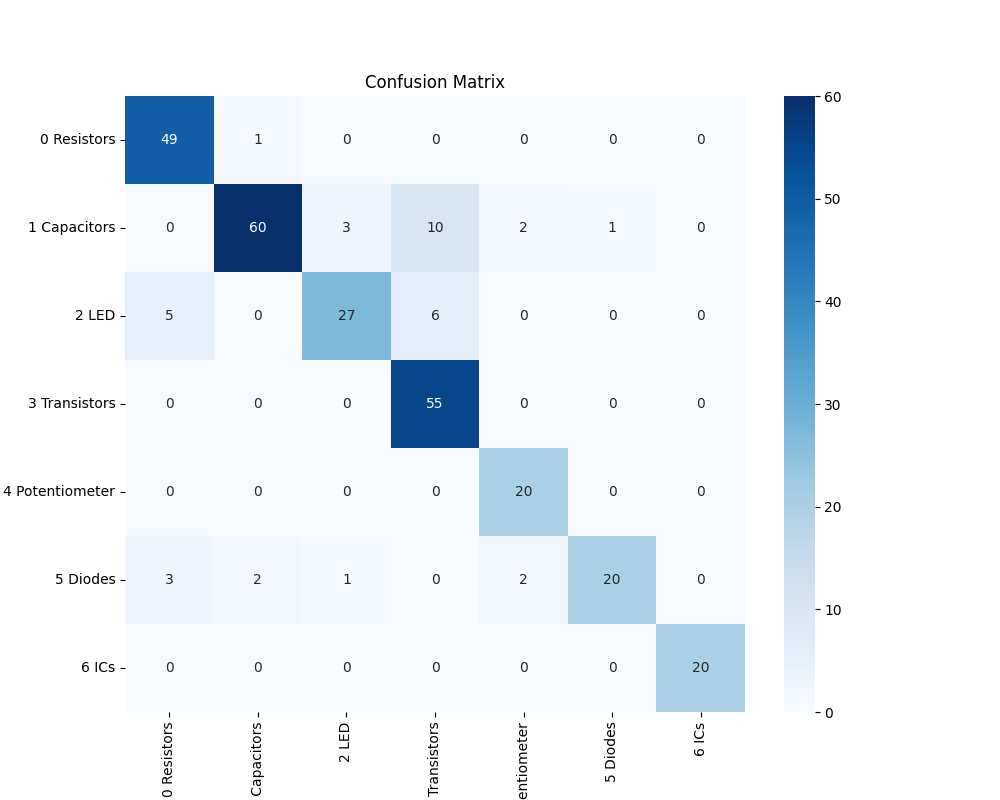 Confusion Matrix
0 Resistors 49 1 0 0 0 0 0
1 Capacitors 0 60 3 10 2 1 0
2 LED 5 0 27 6 0 0 0
3 Transistors 0 0 0 55 0 0 0
4 Potentiometer 0 0 0 0 20 0 0
5 Diodes 3 2 1 0 2 20 0
6 ICs 0 0 0 0 0 0 20
0 Resistors
Capacitors
2 LED
Transistors
entiometer
5 Diodes
6 ICs
60
50
40
30
20
10
0